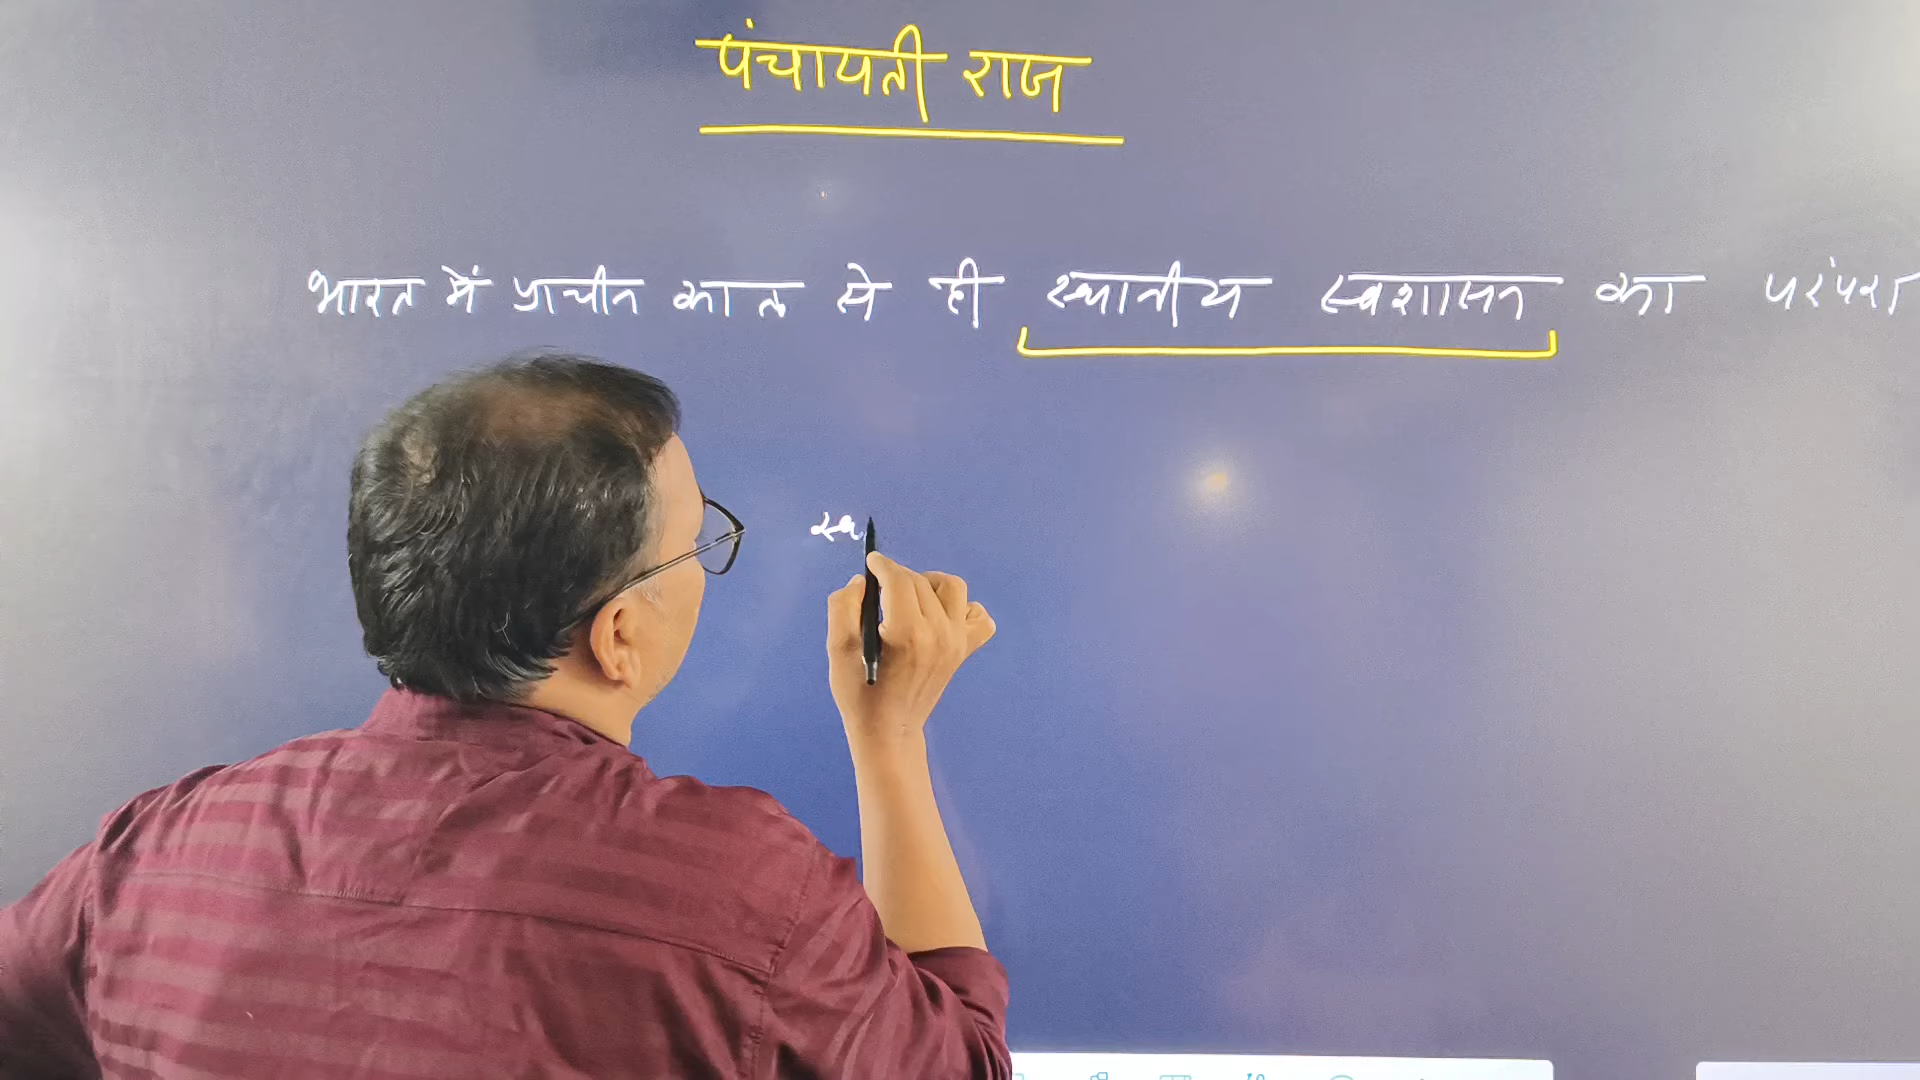 पंचायती राज
भारत में प्राचीन काल से ही स्थानीय स्वशासन का परंपरा
स्थ